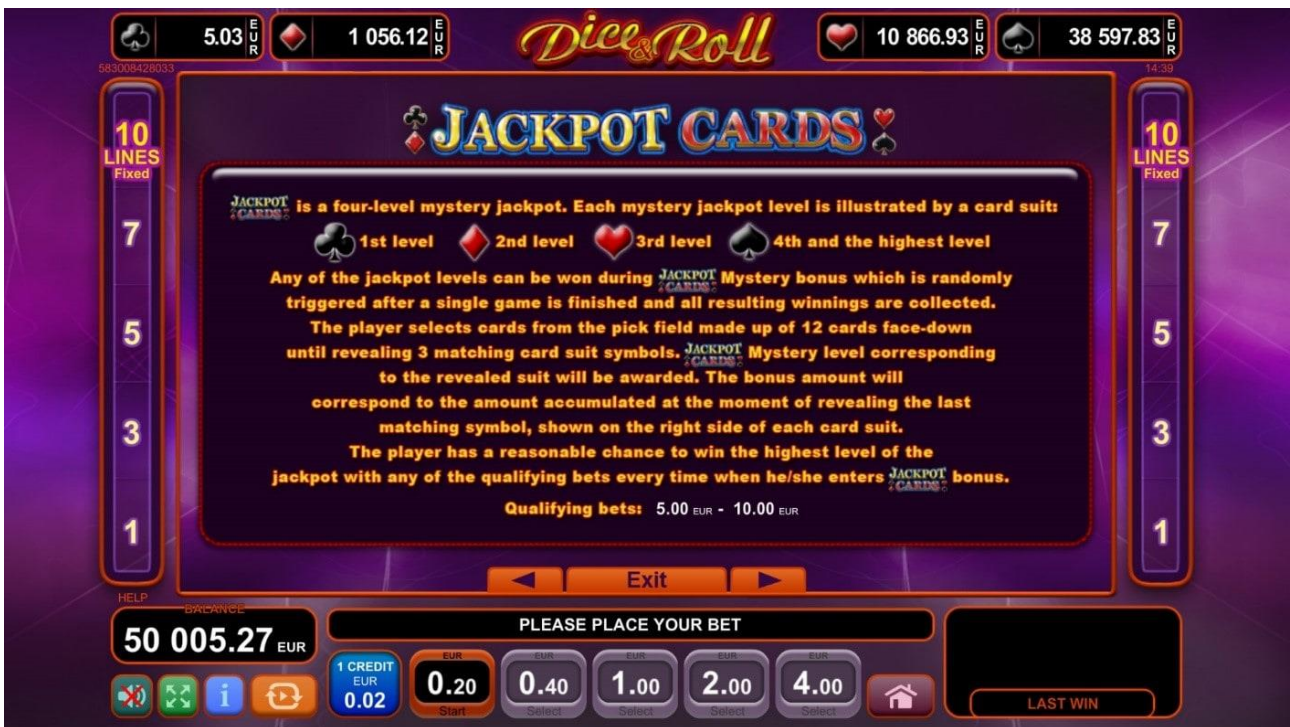 5.03 EUR
1 056.12 EUR
Dice & Roll
10 866.93 EUR
38 597.83 EUR
583008428033
14:39
JACKPOT CARDS
10
LINES
Fixed
7
5
3
1
10
LINES
Fixed
7
5
3
1
JACKPOT CARDS is a four-level mystery jackpot. Each mystery jackpot level is illustrated by a card suit:
1st level 2nd level 3rd level 4th and the highest level
Any of the jackpot levels can be won during JACKPOT CARDS Mystery bonus which is randomly
triggered after a single game is finished and all resulting winnings are collected.
The player selects cards from the pick field made up of 12 cards face-down
until revealing 3 matching card suit symbols. JACKPOT CARDS Mystery level corresponding
to the revealed suit will be awarded. The bonus amount will
correspond to the amount accumulated at the moment of revealing the last
matching symbol, shown on the right side of each card suit.
The player has a reasonable chance to win the highest level of the
jackpot with any of the qualifying bets every time when he/she enters JACKPOT CARDS bonus.
Qualifying bets: 5.00 EUR - 10.00 EUR
Exit
HELP
BALANCE
50 005.27 EUR
PLEASE PLACE YOUR BET
1 CREDIT
EUR
0.02
EUR
0.20
Start
EUR
0.40
Select
EUR
1.00
Select
EUR
2.00
Select
EUR
4.00
Select
LAST WIN